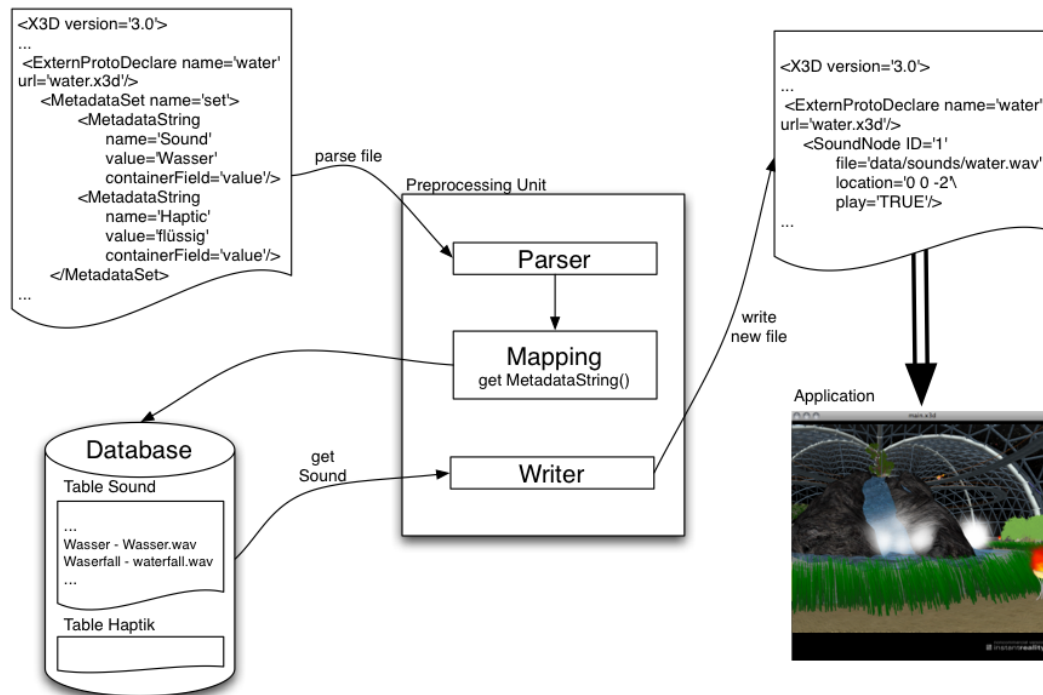 <X3D version='3.0'>
...
<ExternProtoDeclare name='water'
url='water.x3d'/>
<MetadataSet name='set'>
<MetadataString
name='Sound'
value='Wasser'
containerField='value'/>
<MetadataString
name='Haptic'
value='flüssig'
containerField='value'/>
</MetadataSet>
...
parse file
Preprocessing Unit
Parser
Mapping
get MetadataString()
Writer
Database
Table Sound
...
Wasser - Wasser.wav
Waserfall - waterfall.wav
...
Table Haptik
get
Sound
write
new file
<X3D version='3.0'>
...
<ExternProtoDeclare name='water'
url='water.x3d'/>
<SoundNode ID='1'
file='data/sounds/water.wav'
location='0 0 -2'\
play='TRUE'/>
...
Application
main.x3d
instantreality